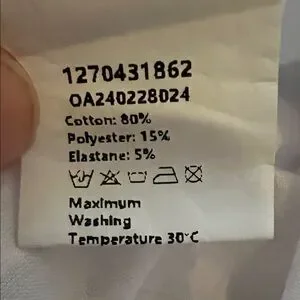 1270431862
OA240228024
Cotton: 80%
Polyester: 15%
Elastane: 5%
Maximum
Washing
Temperature 30°C